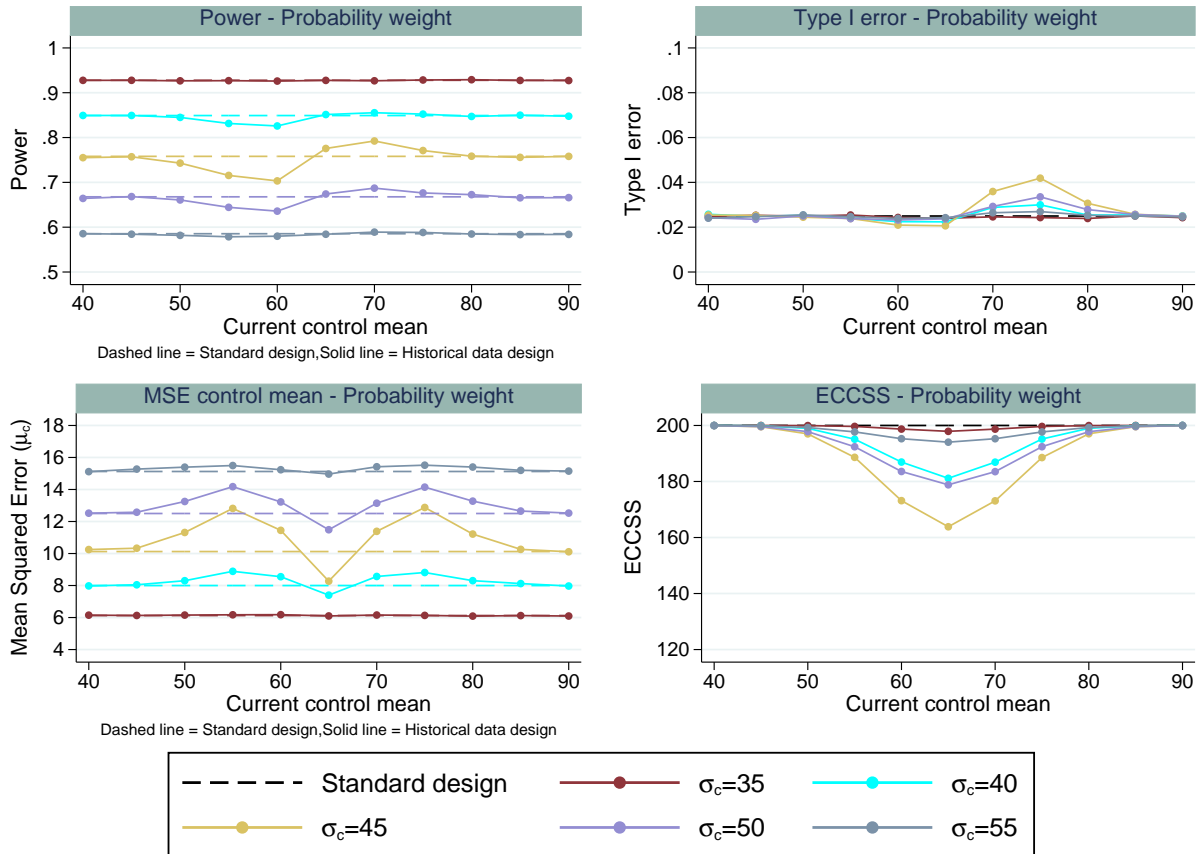 Power - Probability weight
Power
1
.9
.8
.7
.6
.5
40 50 60 70 80 90
Current control mean
Dashed line = Standard design,Solid line = Historical data design
Type I error - Probability weight
Type I error
.1
.08
.06
.04
.02
0
40 50 60 70 80 90
Current control mean
MSE control mean - Probability weight
Mean Squared Error (μc)
18
16
14
12
10
8
6
4
40 50 60 70 80 90
Current control mean
Dashed line = Standard design,Solid line = Historical data design
ECCSS - Probability weight
ECCSS
200
180
160
140
120
40 50 60 70 80 90
Current control mean
Standard design σc=35 σc=40
σc=45 σc=50 σc=55